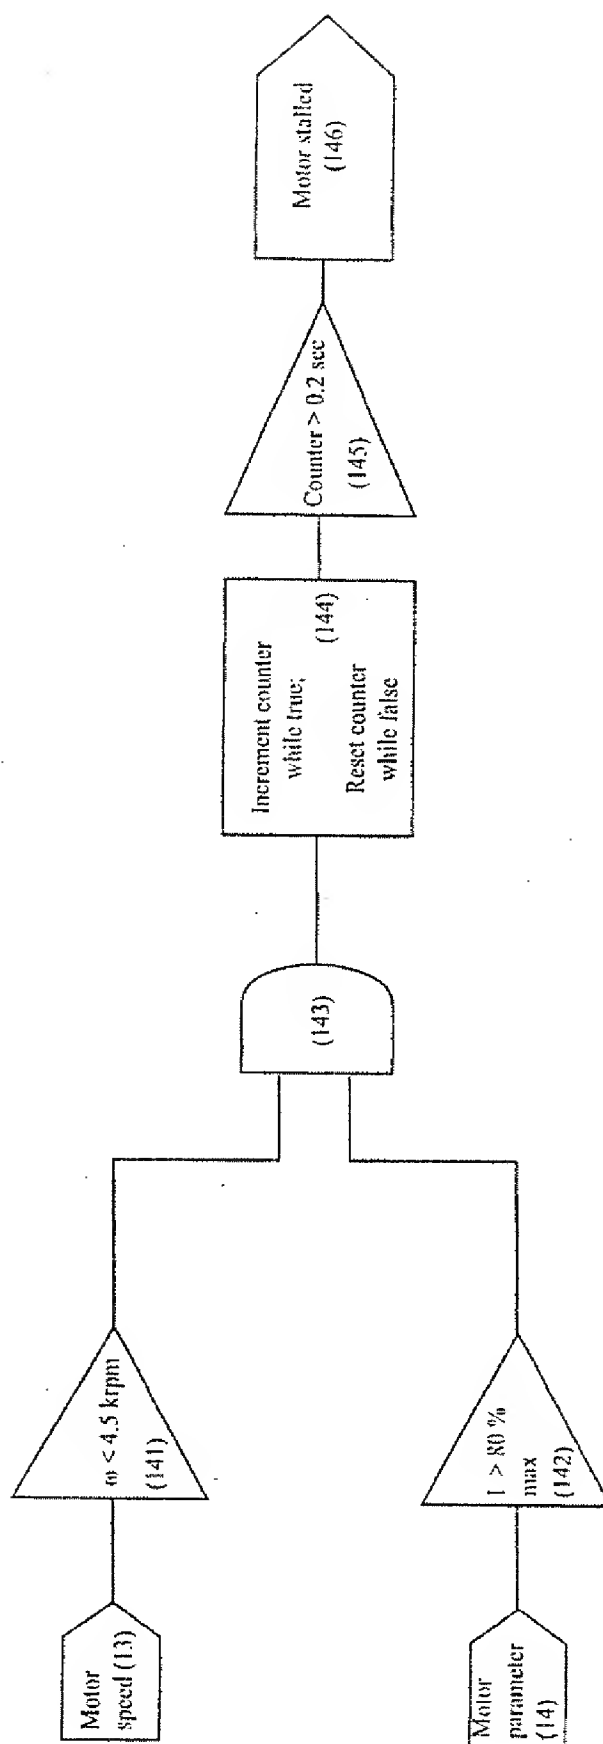 Motor
speed (13)
ω < 4.5 krpm
(141)
Motor
parameter
(14)
I > 80 %
max
(142)
(143)
Increment counter
while true;
(144)
Reset counter
while false
Counter > 0.2 sec
(145)
Motor stalled
(146)